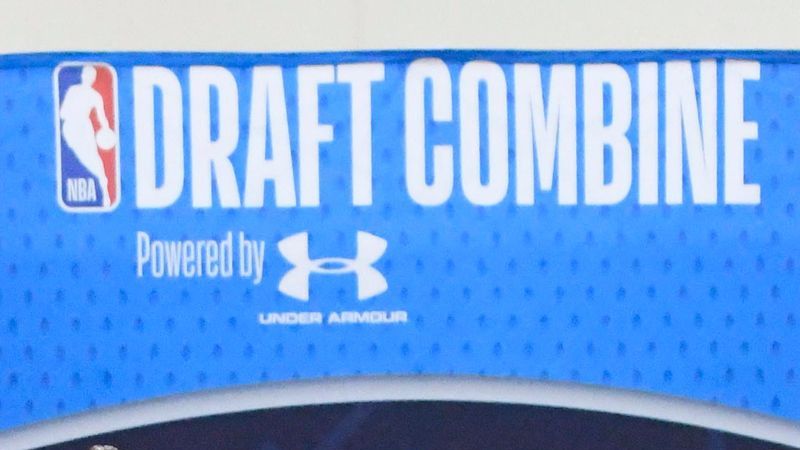 NBA DRAFT COMBINE
Powered by
UNDER ARMOUR